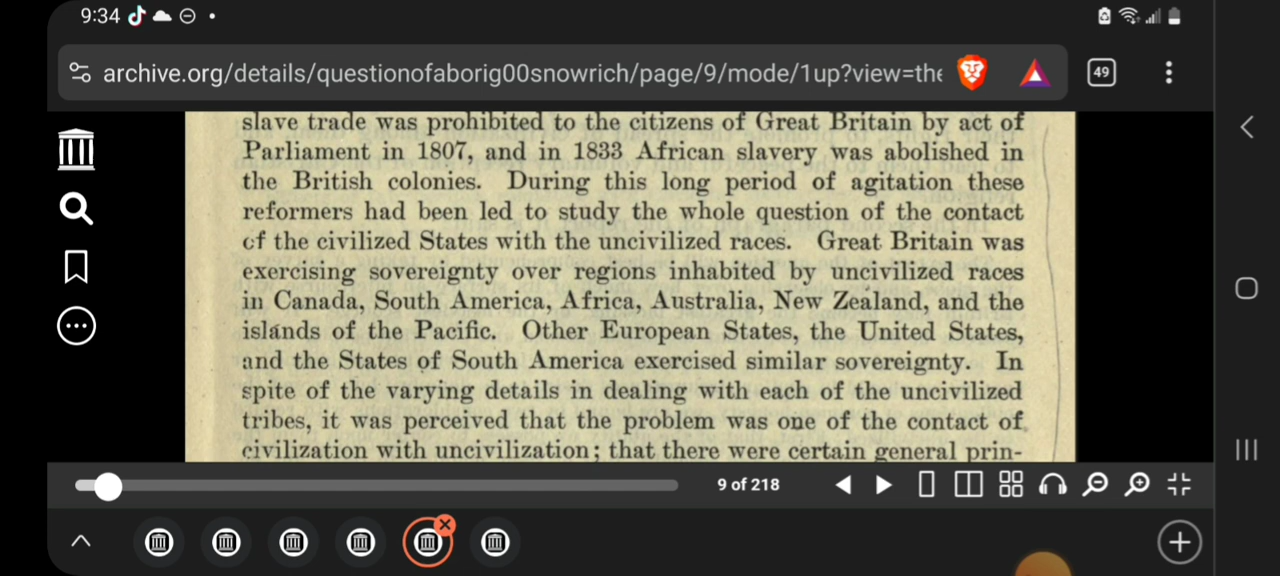 9:34
archive.org/details/questionofaborig00snowrich/page/9/mode/1up?view=the
49
slave trade was prohibited to the citizens of Great Britain by act of
Parliament in 1807, and in 1833 African slavery was abolished in
the British colonies. During this long period of agitation these
reformers had been led to study the whole question of the contact
of the civilized States with the uncivilized races. Great Britain was
exercising sovereignty over regions inhabited by uncivilized races
in Canada, South America, Africa, Australia, New Zealand, and the
islands of the Pacific. Other European States, the United States,
and the States of South America exercised similar sovereignty. In
spite of the varying details in dealing with each of the uncivilized
tribes, it was perceived that the problem was one of the contact of
civilization with uncivilization; that there were certain general prin-
9 of 218